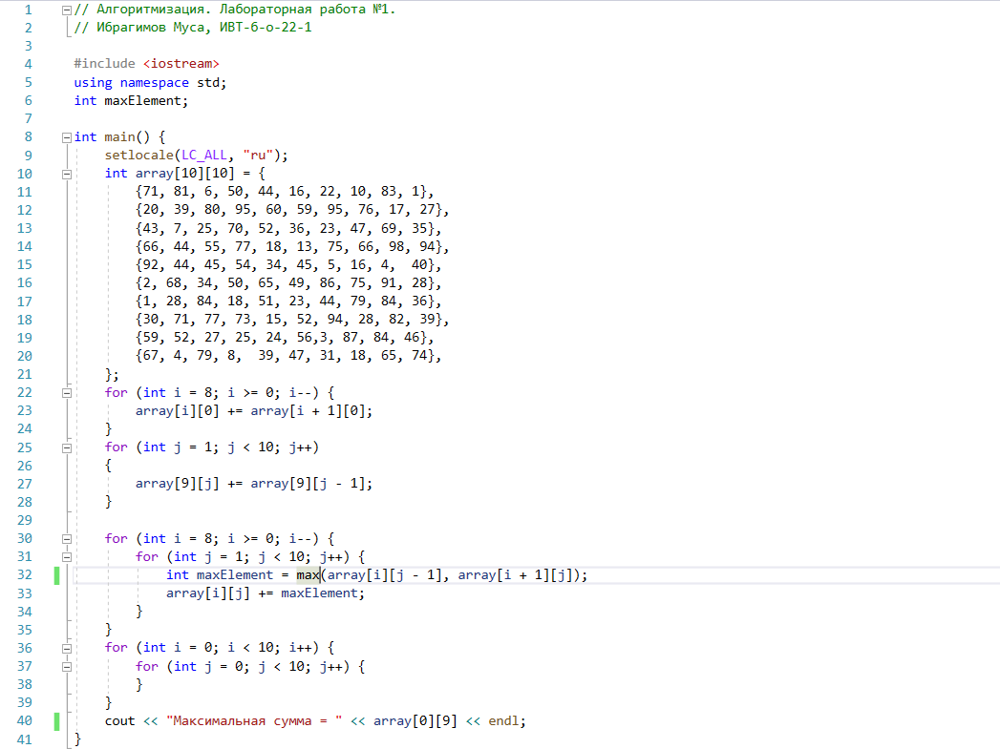 1 // Алгоритмизация. Лабораторная работа №1.
2 // Ибрагимов Муса, ИВТ-б-о-22-1
3
4 #include <iostream>
5 using namespace std;
6 int maxElement;
7
8 int main() {
9     setlocale(LC_ALL, "ru");
10     int array[10][10] = {
11         {71, 81, 6, 50, 44, 16, 22, 10, 83, 1},
12         {20, 39, 80, 95, 60, 59, 95, 76, 17, 27},
13         {43, 7, 25, 70, 52, 36, 23, 47, 69, 35},
14         {66, 44, 55, 77, 18, 13, 75, 66, 98, 94},
15         {92, 44, 45, 54, 34, 45, 5, 16, 4,  40},
16         {2, 68, 34, 50, 65, 49, 86, 75, 91, 28},
17         {1, 28, 84, 18, 51, 23, 44, 79, 84, 36},
18         {30, 71, 77, 73, 15, 52, 94, 28, 82, 39},
19         {59, 52, 27, 25, 24, 56,3, 87, 84, 46},
20         {67, 4, 79, 8,  39, 47, 31, 18, 65, 74},
21     };
22     for (int i = 8; i >= 0; i--) {
23         array[i][0] += array[i + 1][0];
24     }
25     for (int j = 1; j < 10; j++)
26     {
27         array[9][j] += array[9][j - 1];
28     }
29
30     for (int i = 8; i >= 0; i--) {
31         for (int j = 1; j < 10; j++) {
32             int maxElement = max(array[i][j - 1], array[i + 1][j]);
33             array[i][j] += maxElement;
34         }
35     }
36     for (int i = 0; i < 10; i++) {
37         for (int j = 0; j < 10; j++) {
38         }
39     }
40     cout << "Максимальная сумма = " << array[0][9] << endl;
41 }